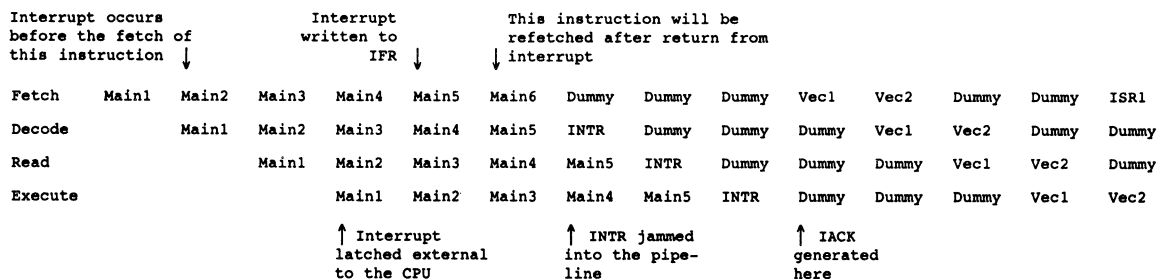 Interrupt occurs
before the fetch of
this instruction
Interrupt
written to
IFR
This instruction will be
refetched after return from
interrupt
Fetch Main1 Main2 Main3 Main4 Main5 Main6 Dummy Dummy Dummy Vec1 Vec2 Dummy Dummy ISR1
Decode Main1 Main2 Main3 Main4 Main5 INTR Dummy Dummy Dummy Vec1 Vec2 Dummy Dummy
Read Main1 Main2 Main3 Main4 Main5 INTR Dummy Dummy Dummy Vec1 Vec2 Dummy
Execute Main1 Main2 Main3 Main4 Main5 INTR Dummy Dummy Dummy Vec1 Vec2
Interrupt
latched external
to the CPU
INTR jammed
into the pipe-
line
IACK
generated
here